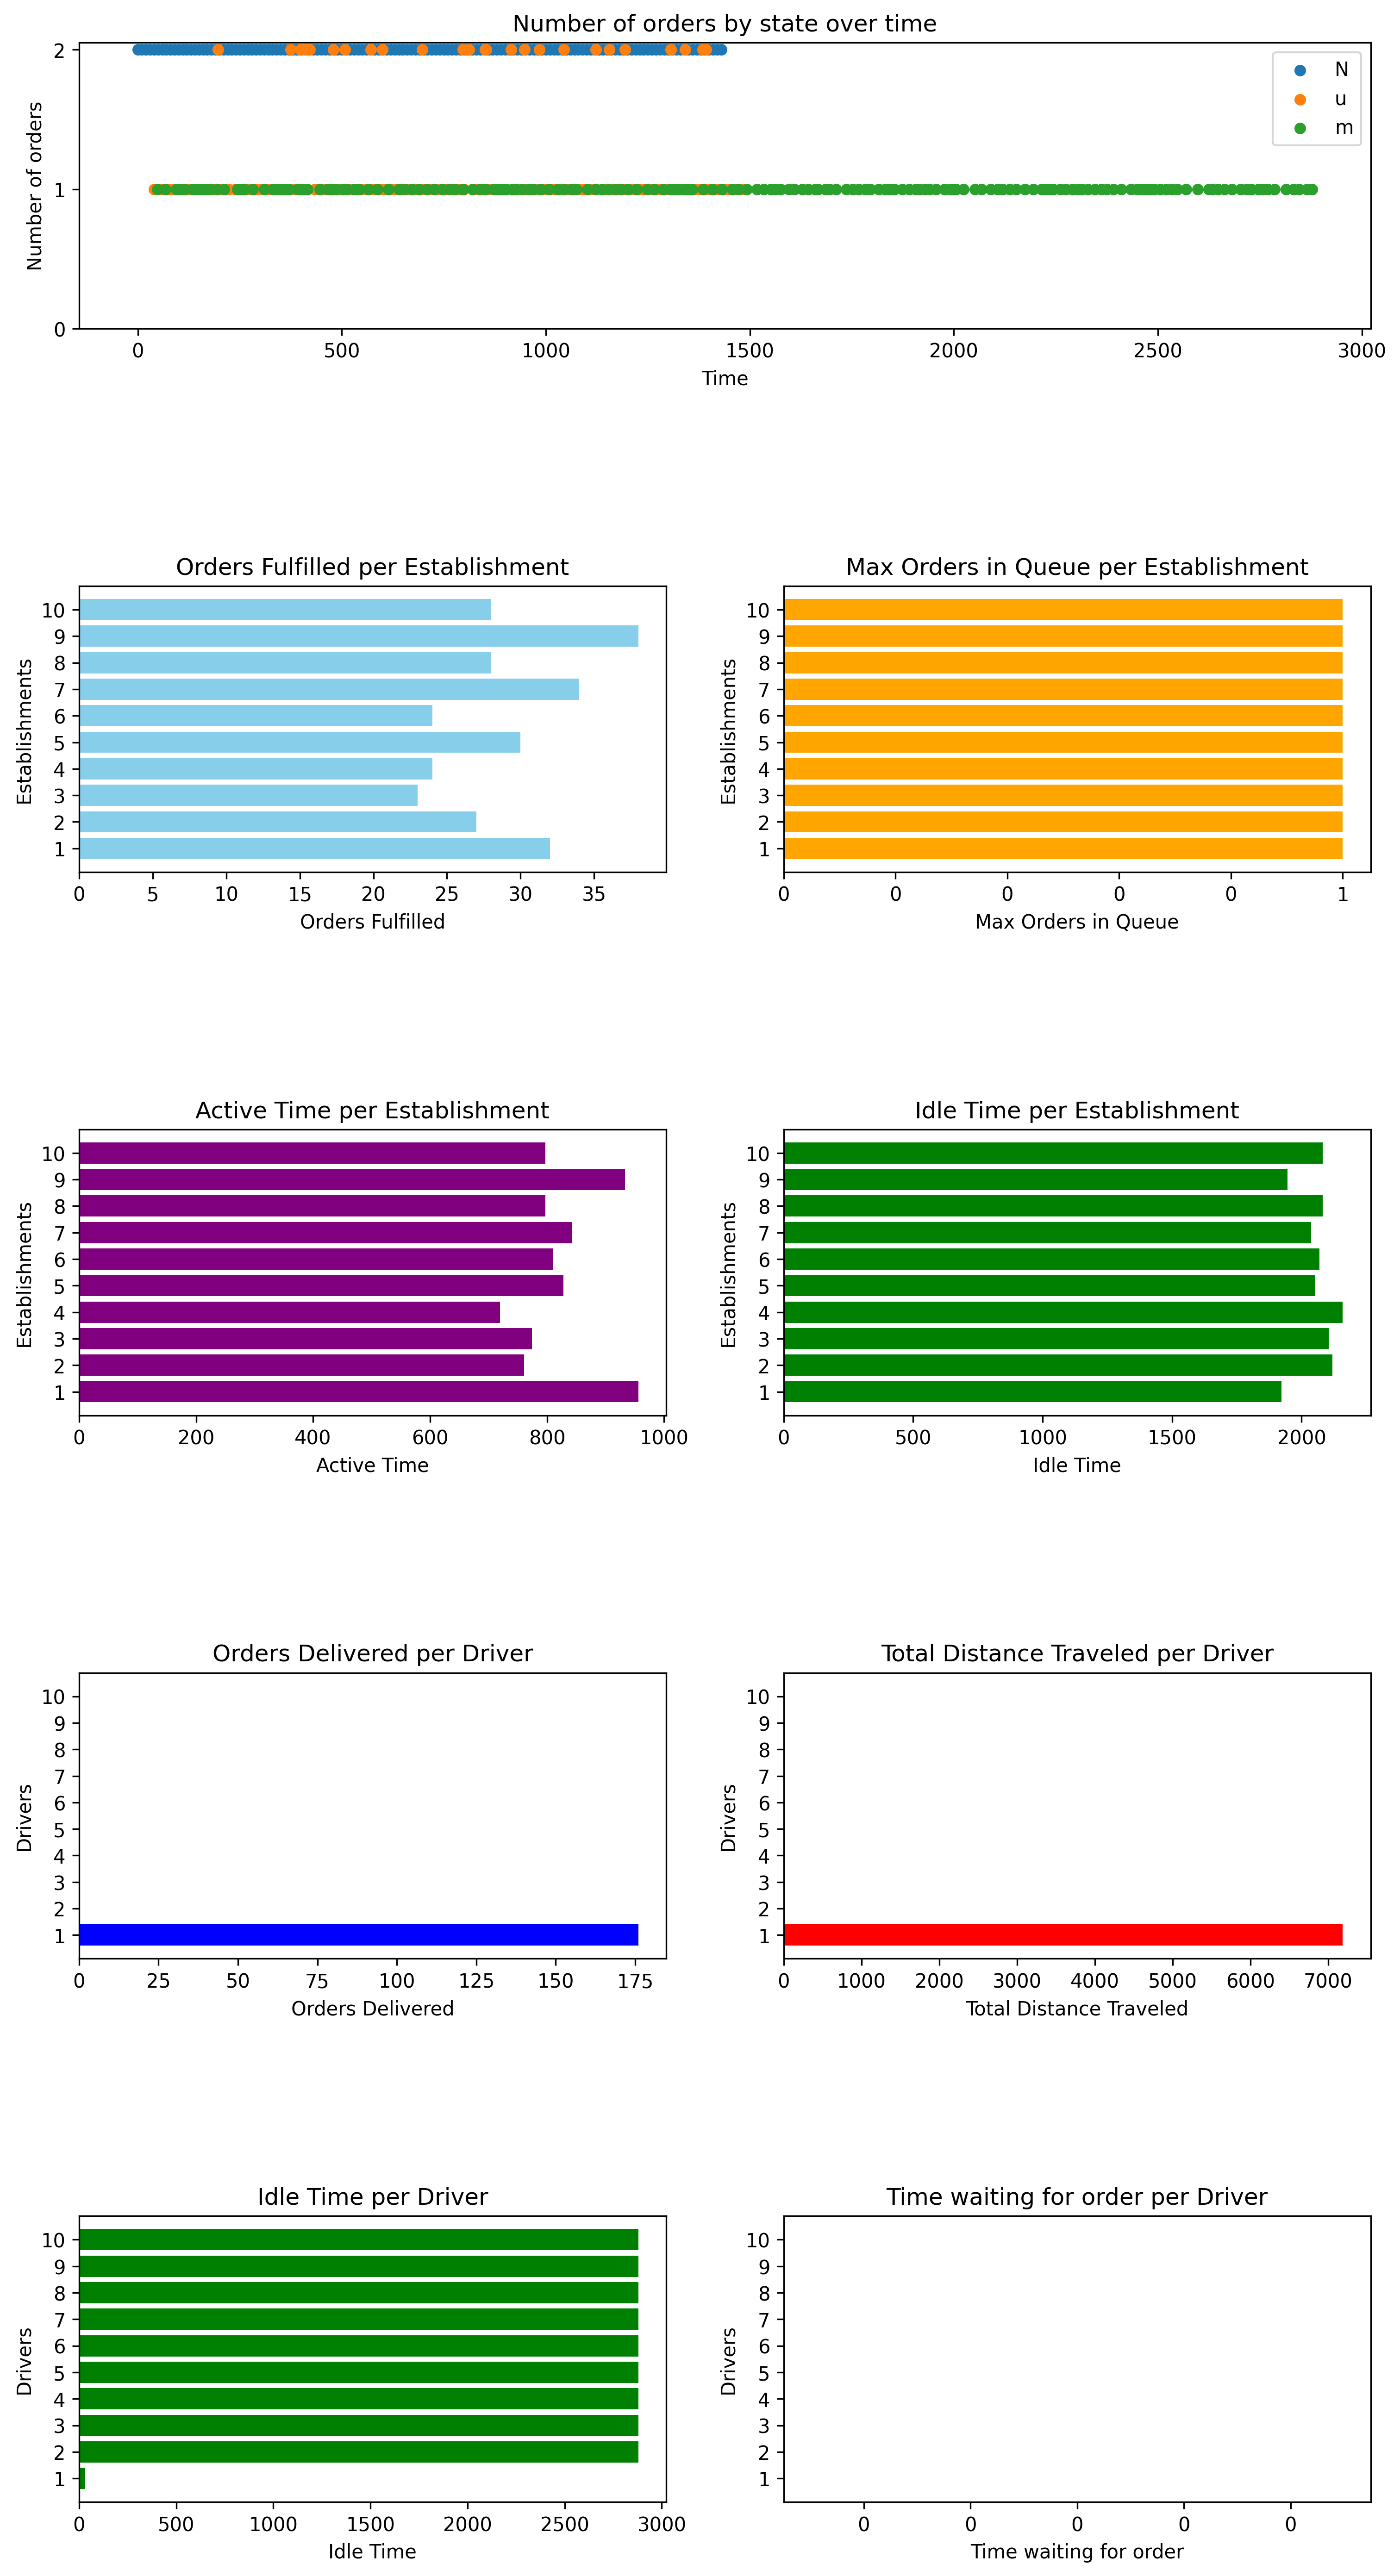 Number of orders by state over time
Number of orders
2
1
0
N
u
m
0 500 1000 1500 2000 2500 3000
Time
Orders Fulfilled per Establishment
Establishments
10
9
8
7
6
5
4
3
2
1
0 5 10 15 20 25 30 35
Orders Fulfilled
Max Orders in Queue per Establishment
Establishments
10
9
8
7
6
5
4
3
2
1
0 0 0 0 0 1
Max Orders in Queue
Active Time per Establishment
Establishments
10
9
8
7
6
5
4
3
2
1
0 200 400 600 800 1000
Active Time
Idle Time per Establishment
Establishments
10
9
8
7
6
5
4
3
2
1
0 500 1000 1500 2000
Idle Time
Orders Delivered per Driver
Drivers
10
9
8
7
6
5
4
3
2
1
0 25 50 75 100 125 150 175
Orders Delivered
Total Distance Traveled per Driver
Drivers
10
9
8
7
6
5
4
3
2
1
0 1000 2000 3000 4000 5000 6000 7000
Total Distance Traveled
Idle Time per Driver
Drivers
10
9
8
7
6
5
4
3
2
1
0 500 1000 1500 2000 2500 3000
Idle Time
Time waiting for order per Driver
Drivers
10
9
8
7
6
5
4
3
2
1
0 0 0 0 0
Time waiting for order